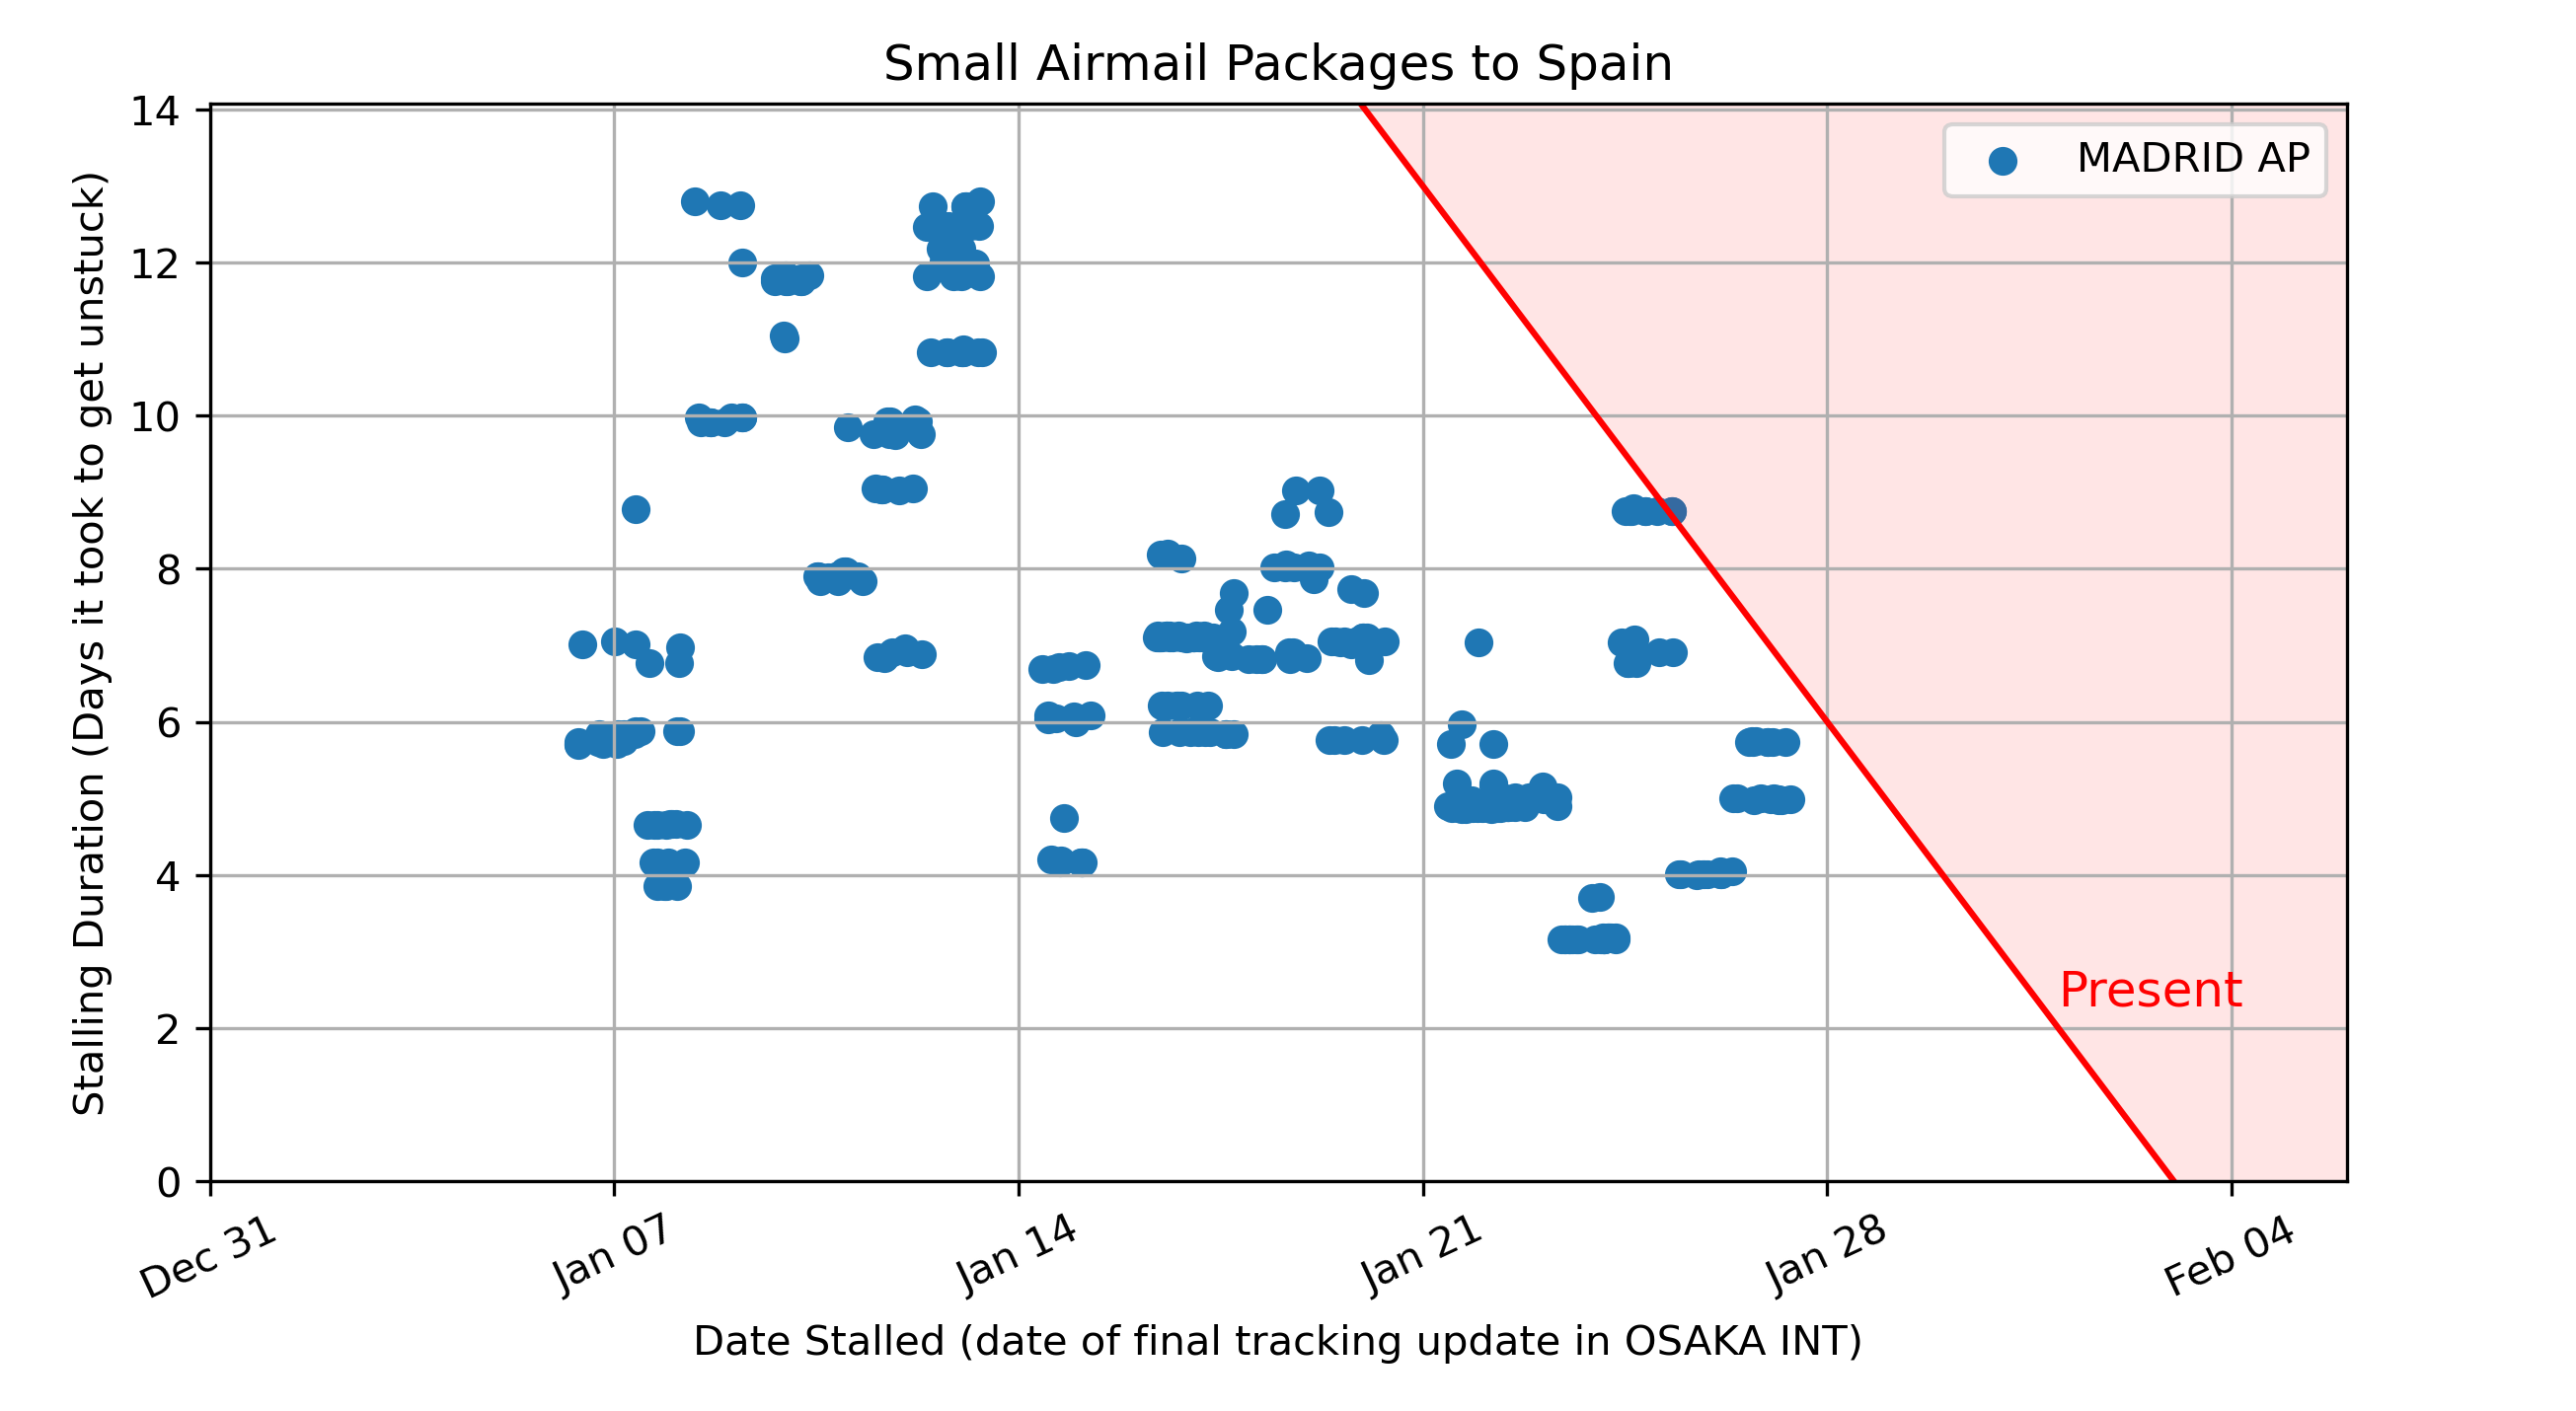 Small Airmail Packages to Spain
MADRID AP
Stalling Duration (Days it took to get unstuck)
14
12
10
8
6
4
2
0
Present
Dec 31
Jan 07
Jan 14
Jan 21
Jan 28
Feb 04
Date Stalled (date of final tracking update in OSAKA INT)